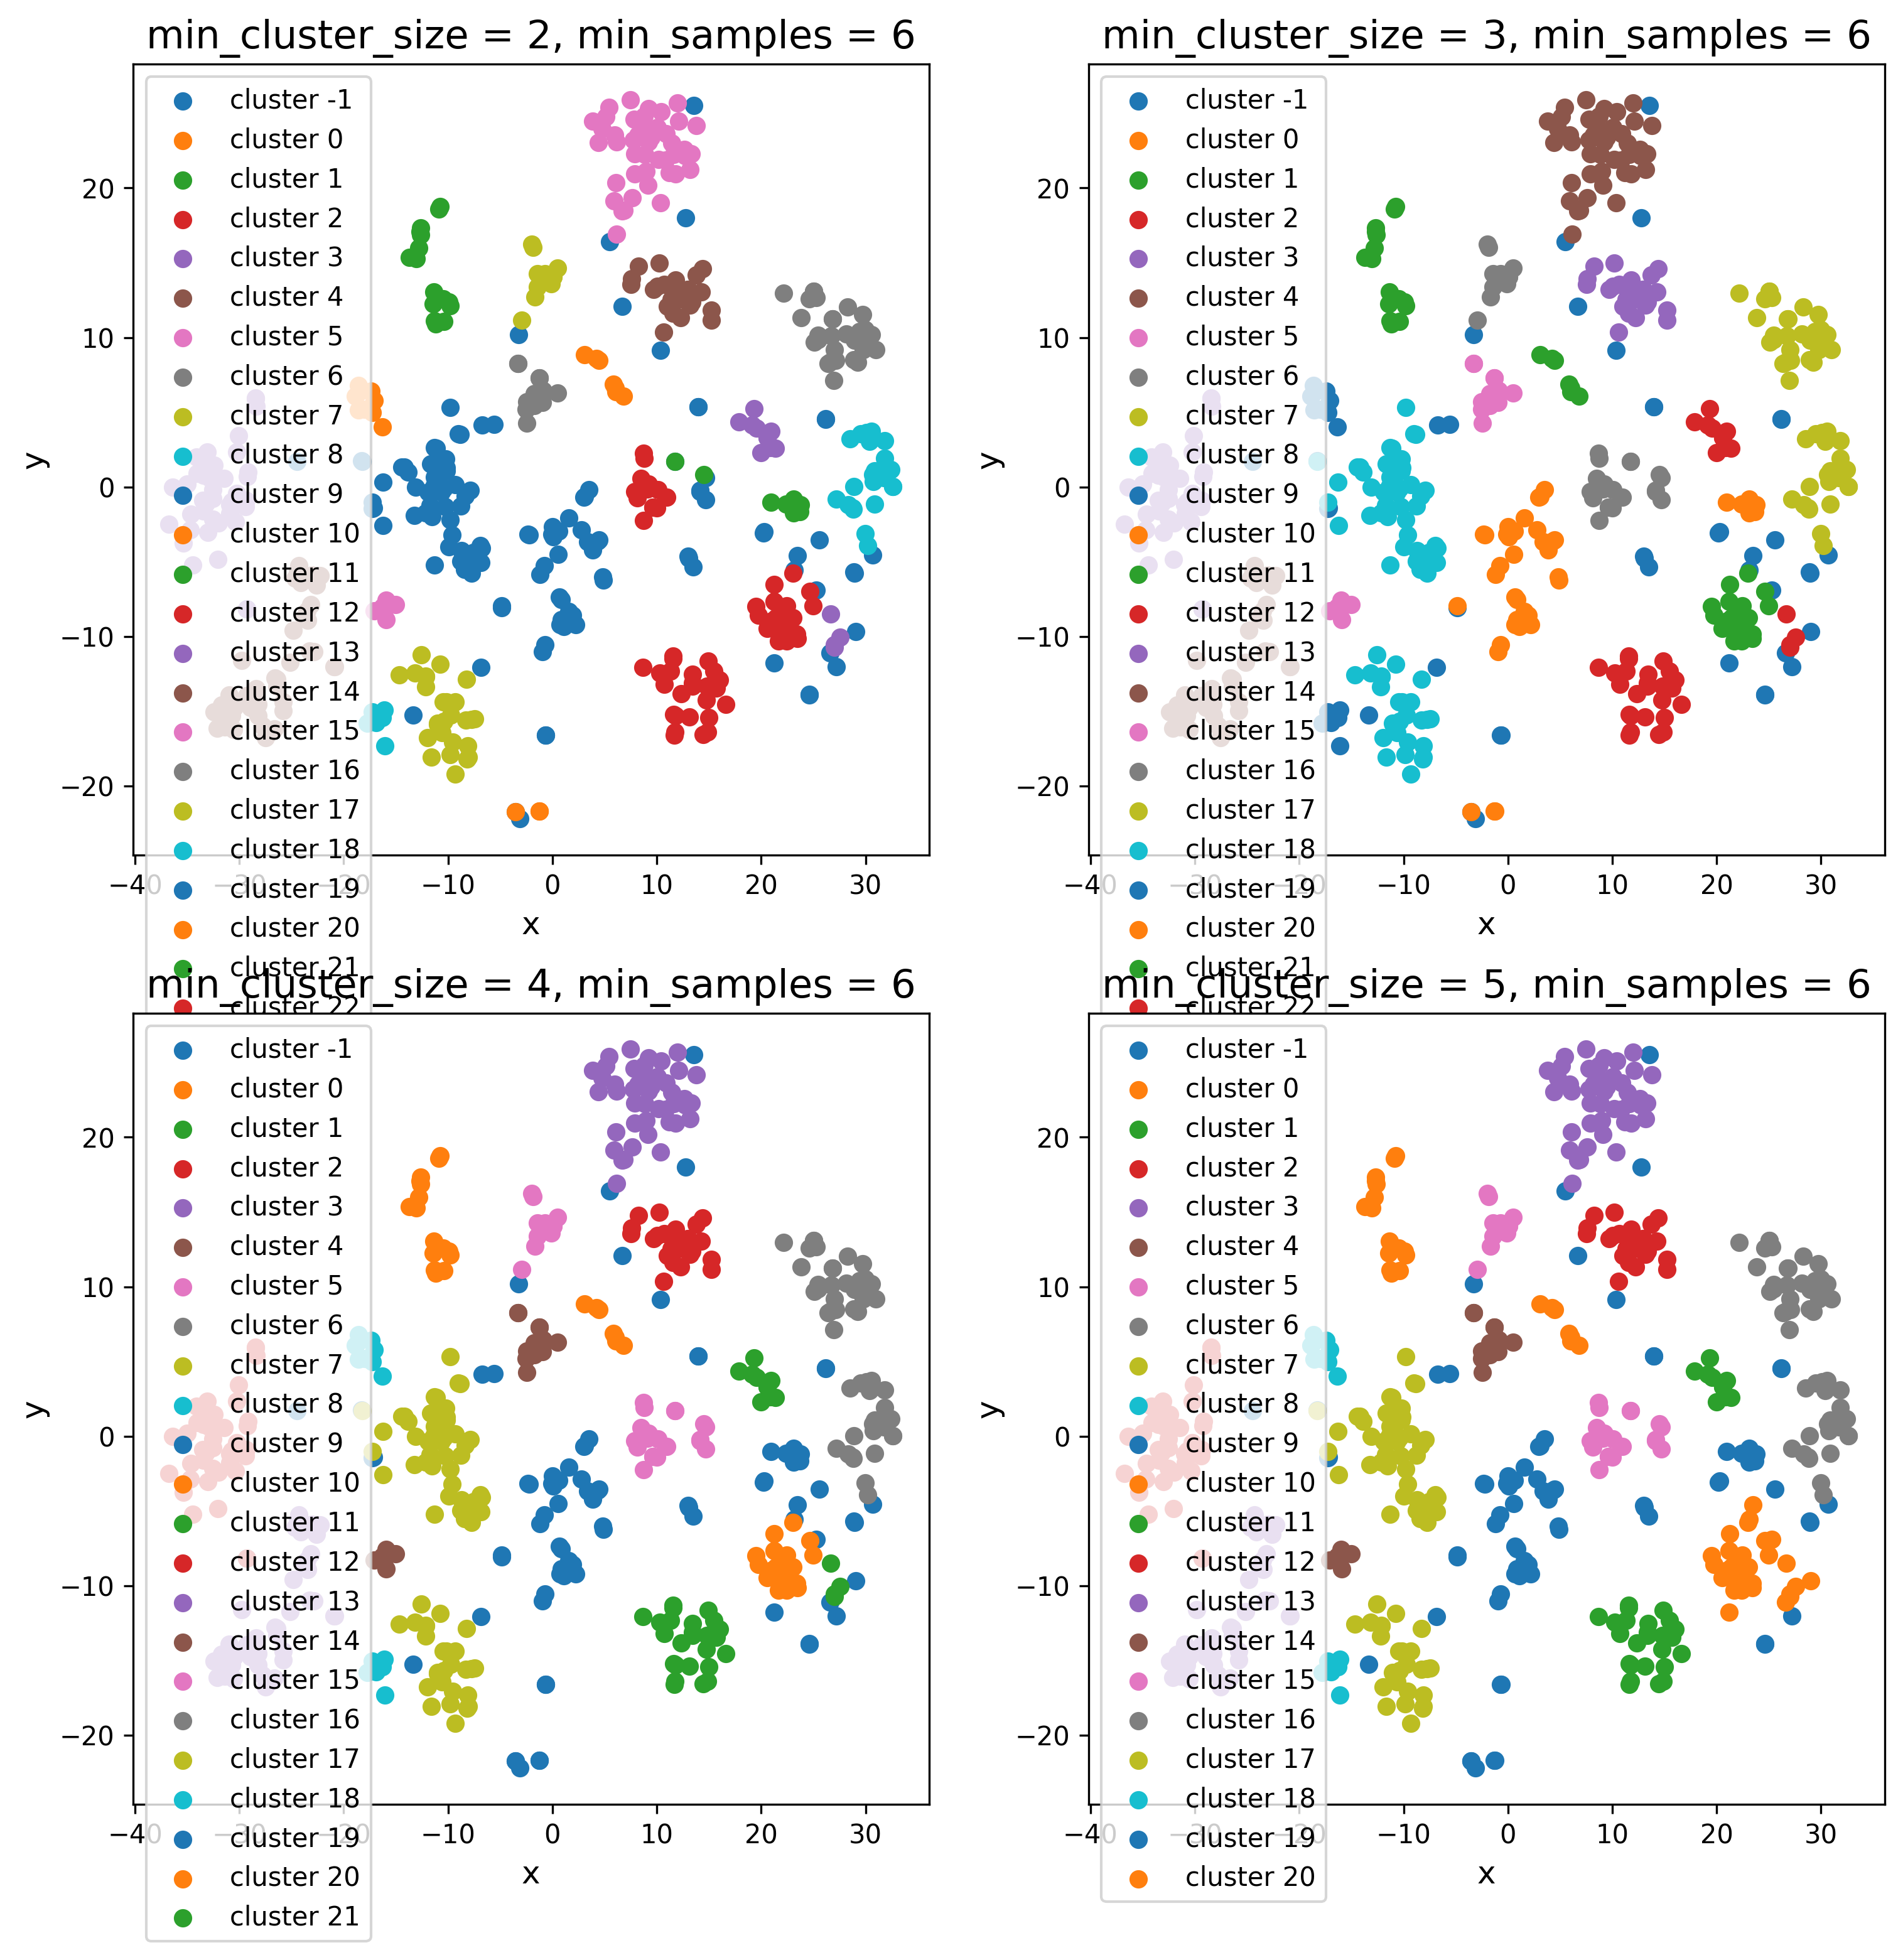 min_cluster_size = 2, min_samples = 6
cluster -1
cluster 0
cluster 1
cluster 2
cluster 3
cluster 4
cluster 5
cluster 6
cluster 7
cluster 8
cluster 9
cluster 10
cluster 11
cluster 12
cluster 13
cluster 14
cluster 15
cluster 16
cluster 17
cluster 18
cluster 19
cluster 20
cluster 21
cluster 22
y
20
10
0
−10
−20
−40 −30 −20 −10 0 10 20 30
x
min_cluster_size = 3, min_samples = 6
cluster -1
cluster 0
cluster 1
cluster 2
cluster 3
cluster 4
cluster 5
cluster 6
cluster 7
cluster 8
cluster 9
cluster 10
cluster 11
cluster 12
cluster 13
cluster 14
cluster 15
cluster 16
cluster 17
cluster 18
cluster 19
cluster 20
cluster 21
cluster 22
y
20
10
0
−10
−20
−40 −30 −20 −10 0 10 20 30
x
min_cluster_size = 4, min_samples = 6
cluster -1
cluster 0
cluster 1
cluster 2
cluster 3
cluster 4
cluster 5
cluster 6
cluster 7
cluster 8
cluster 9
cluster 10
cluster 11
cluster 12
cluster 13
cluster 14
cluster 15
cluster 16
cluster 17
cluster 18
cluster 19
cluster 20
cluster 21
y
20
10
0
−10
−20
−40 −30 −20 −10 0 10 20 30
x
min_cluster_size = 5, min_samples = 6
cluster -1
cluster 0
cluster 1
cluster 2
cluster 3
cluster 4
cluster 5
cluster 6
cluster 7
cluster 8
cluster 9
cluster 10
cluster 11
cluster 12
cluster 13
cluster 14
cluster 15
cluster 16
cluster 17
cluster 18
cluster 19
cluster 20
y
20
10
0
−10
−20
−40 −30 −20 −10 0 10 20 30
x